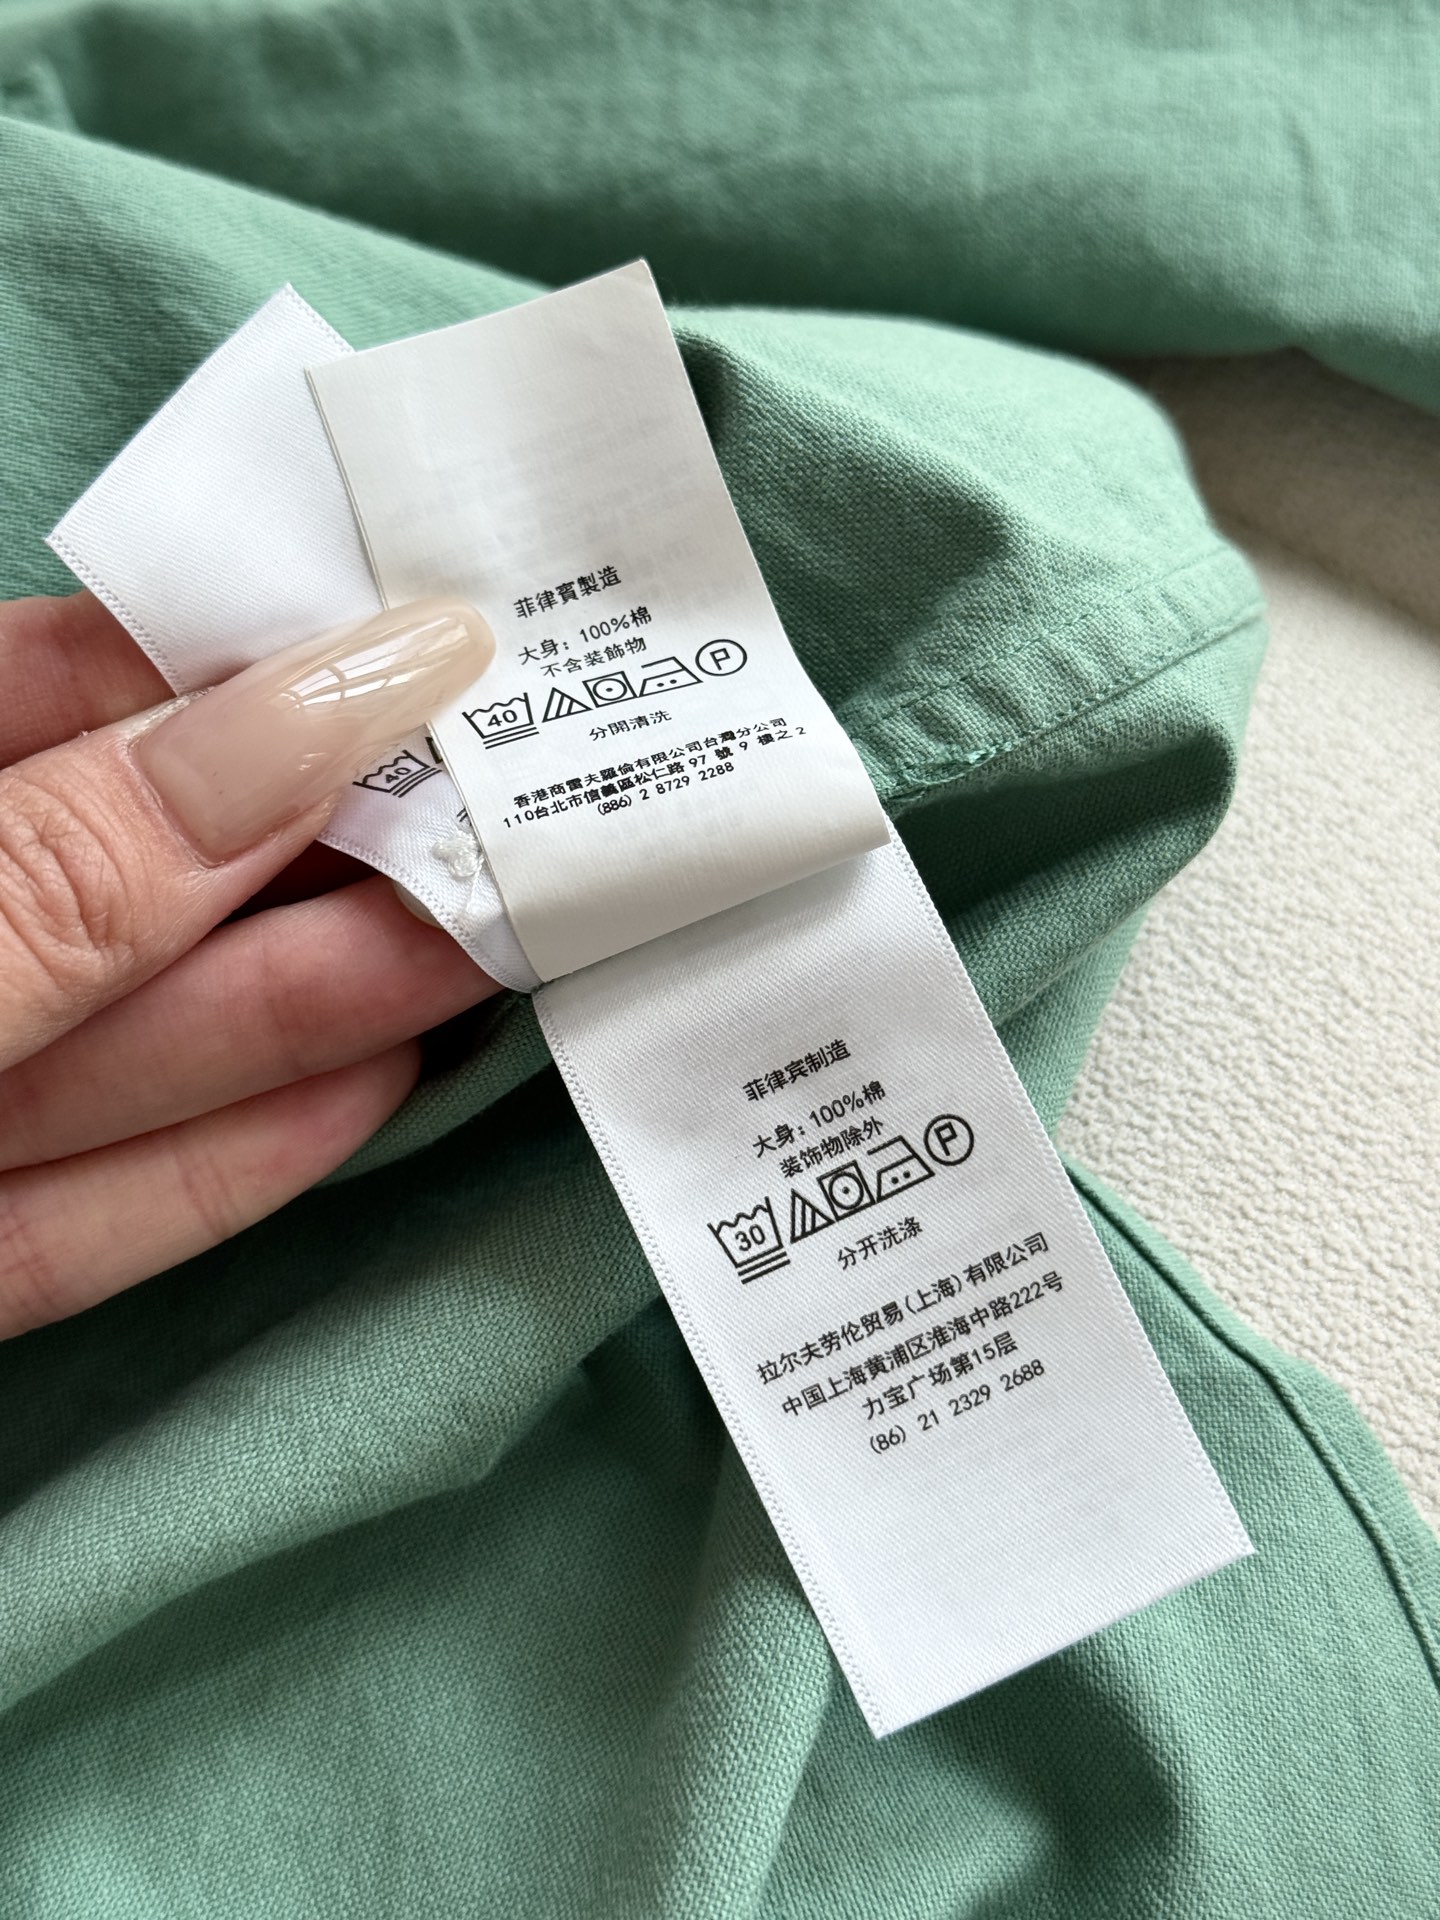 菲律賓製造
大身: 100%棉
不含裝飾物
40
P
分開清洗
香港商雷夫羅倫有限公司台灣分公司
110台北市信義區松仁路 97 號 9 樓之2
(886) 2 8729 2288
40
菲律宾制造
大身: 100%棉
装饰物除外
30
P
分开洗涤
拉尔夫劳伦贸易(上海)有限公司
中国上海黄浦区淮海中路222号
力宝广场第15层
(86) 21 2329 2688